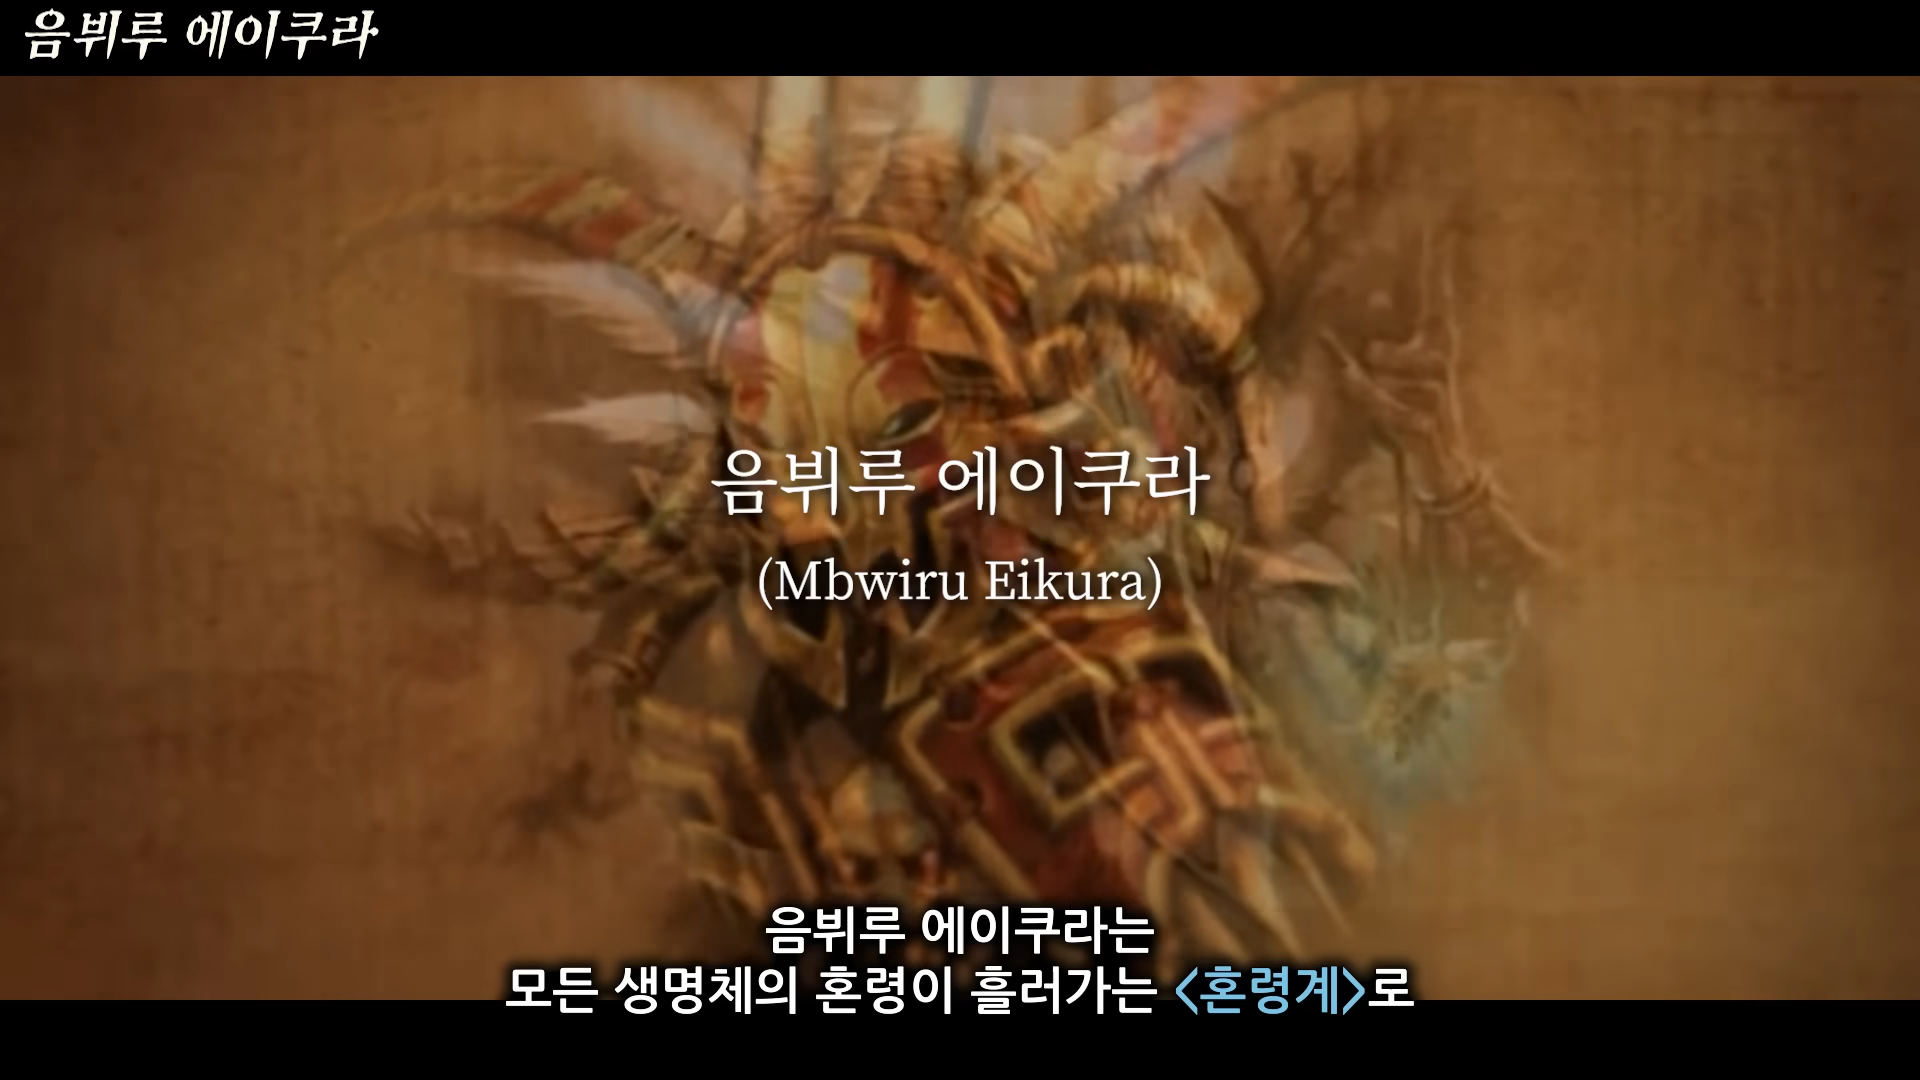 음뷔루 에이쿠라
음뷔루 에이쿠라
(Mbwiru Eikura)
음뷔루 에이쿠라는
모든 생명체의 혼령이 흘러가는 <혼령계>로